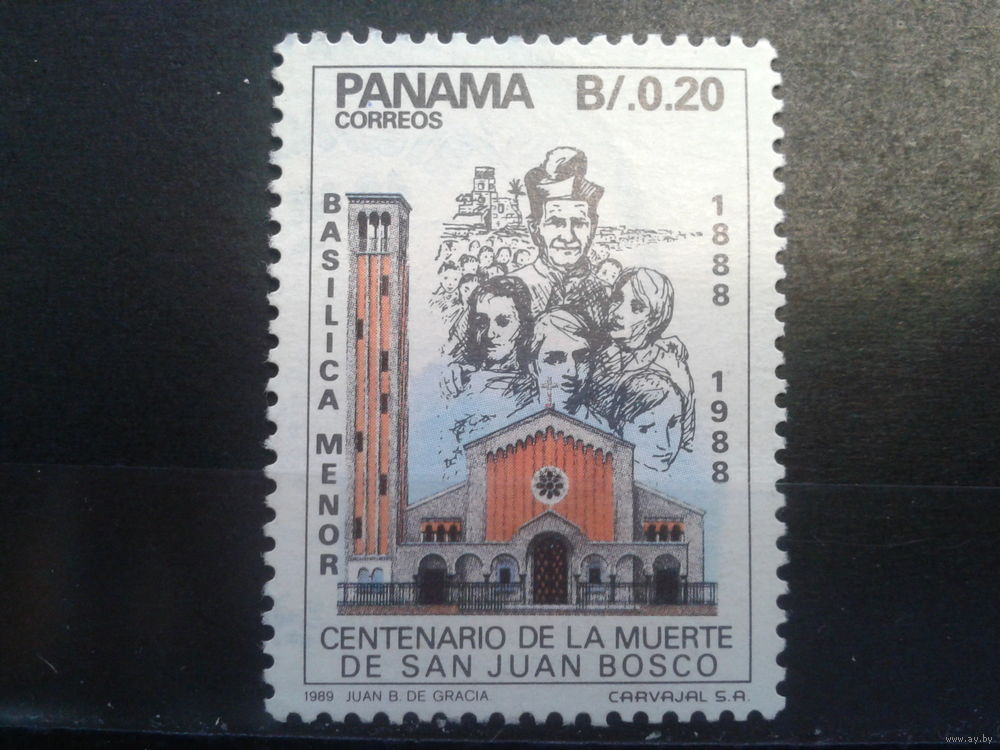 PANAMA B/.0.20
CORREOS
BASILICA MENOR
1888 1988
CENTENARIO DE LA MUERTE
DE SAN JUAN BOSCO
1989 JUAN B. DE GRACIA CARVAJAL S.A.
www.ay.by